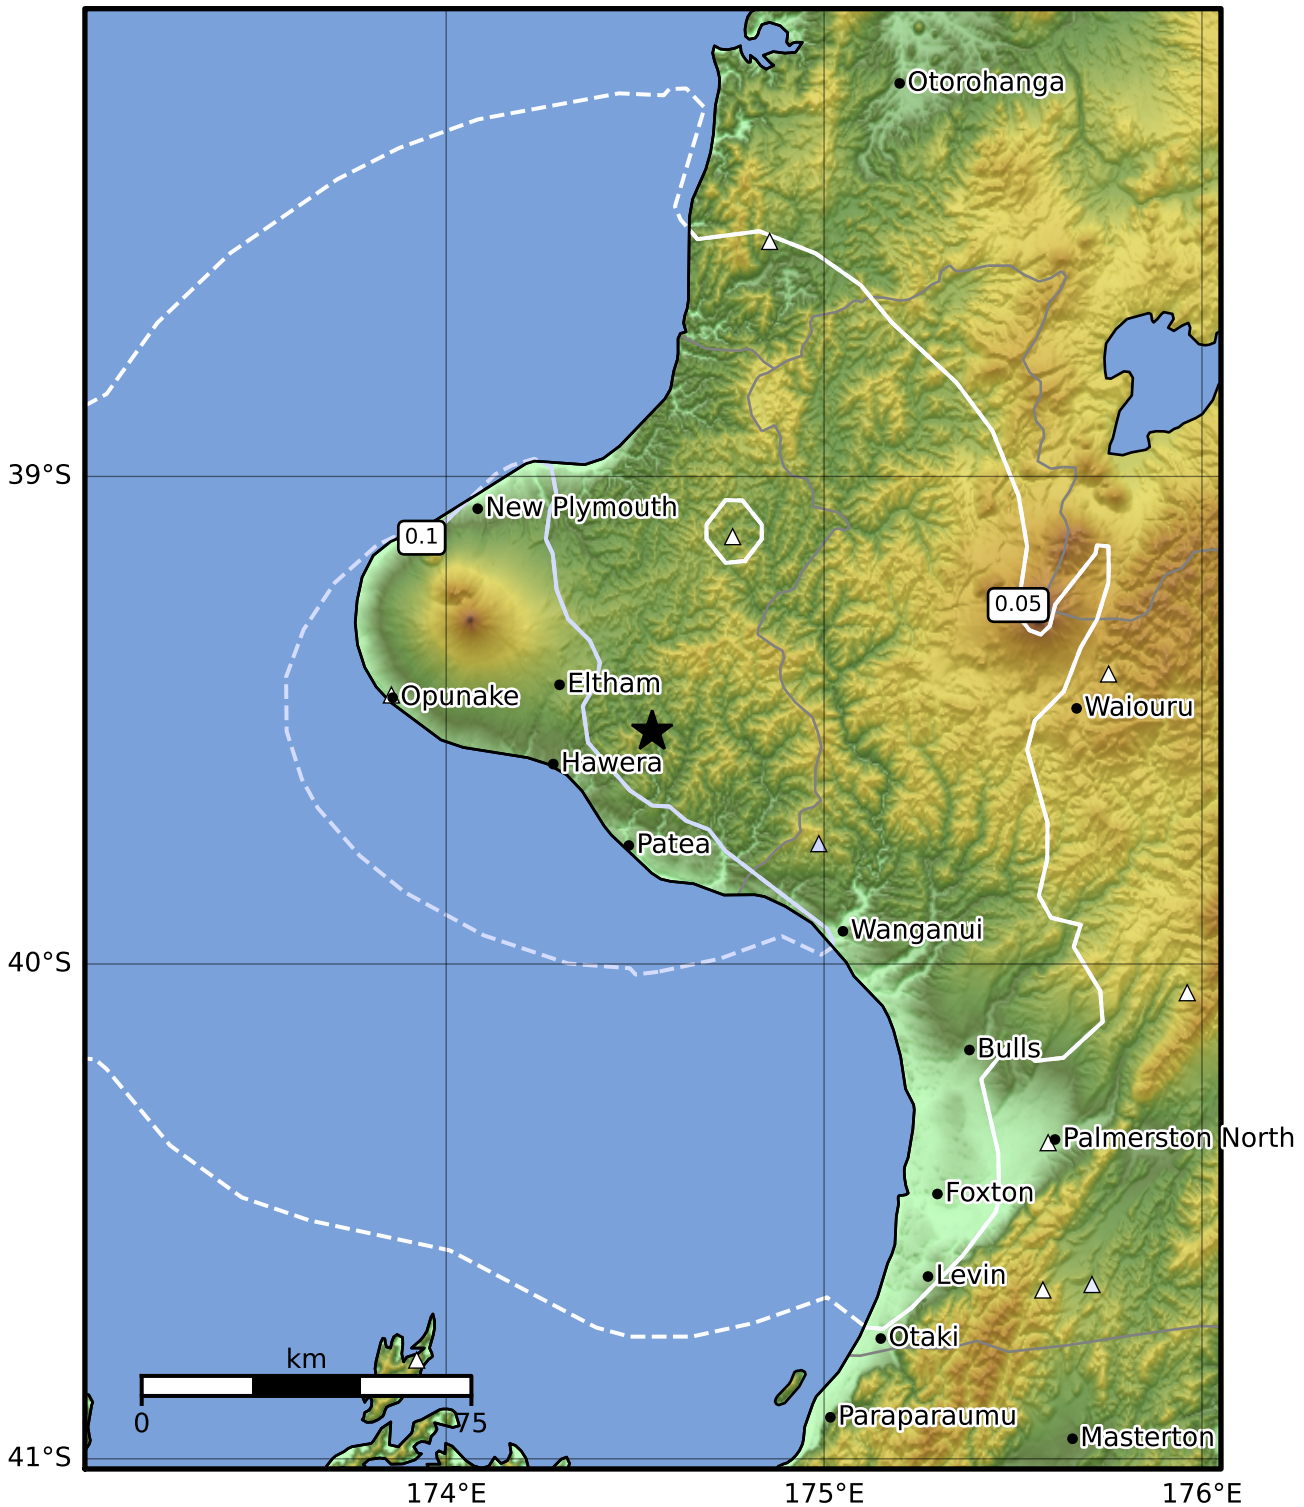 Otorohanga
39°S
New Plymouth
0.1
0.05
Eltham
Opunake
Waiouru
Hawera
Patea
Wanganui
40°S
Bulls
Palmerston North
Foxton
Levin
Otaki
km
0
75
Paraparaumu
Masterton
41°S
174°E
175°E
176°E